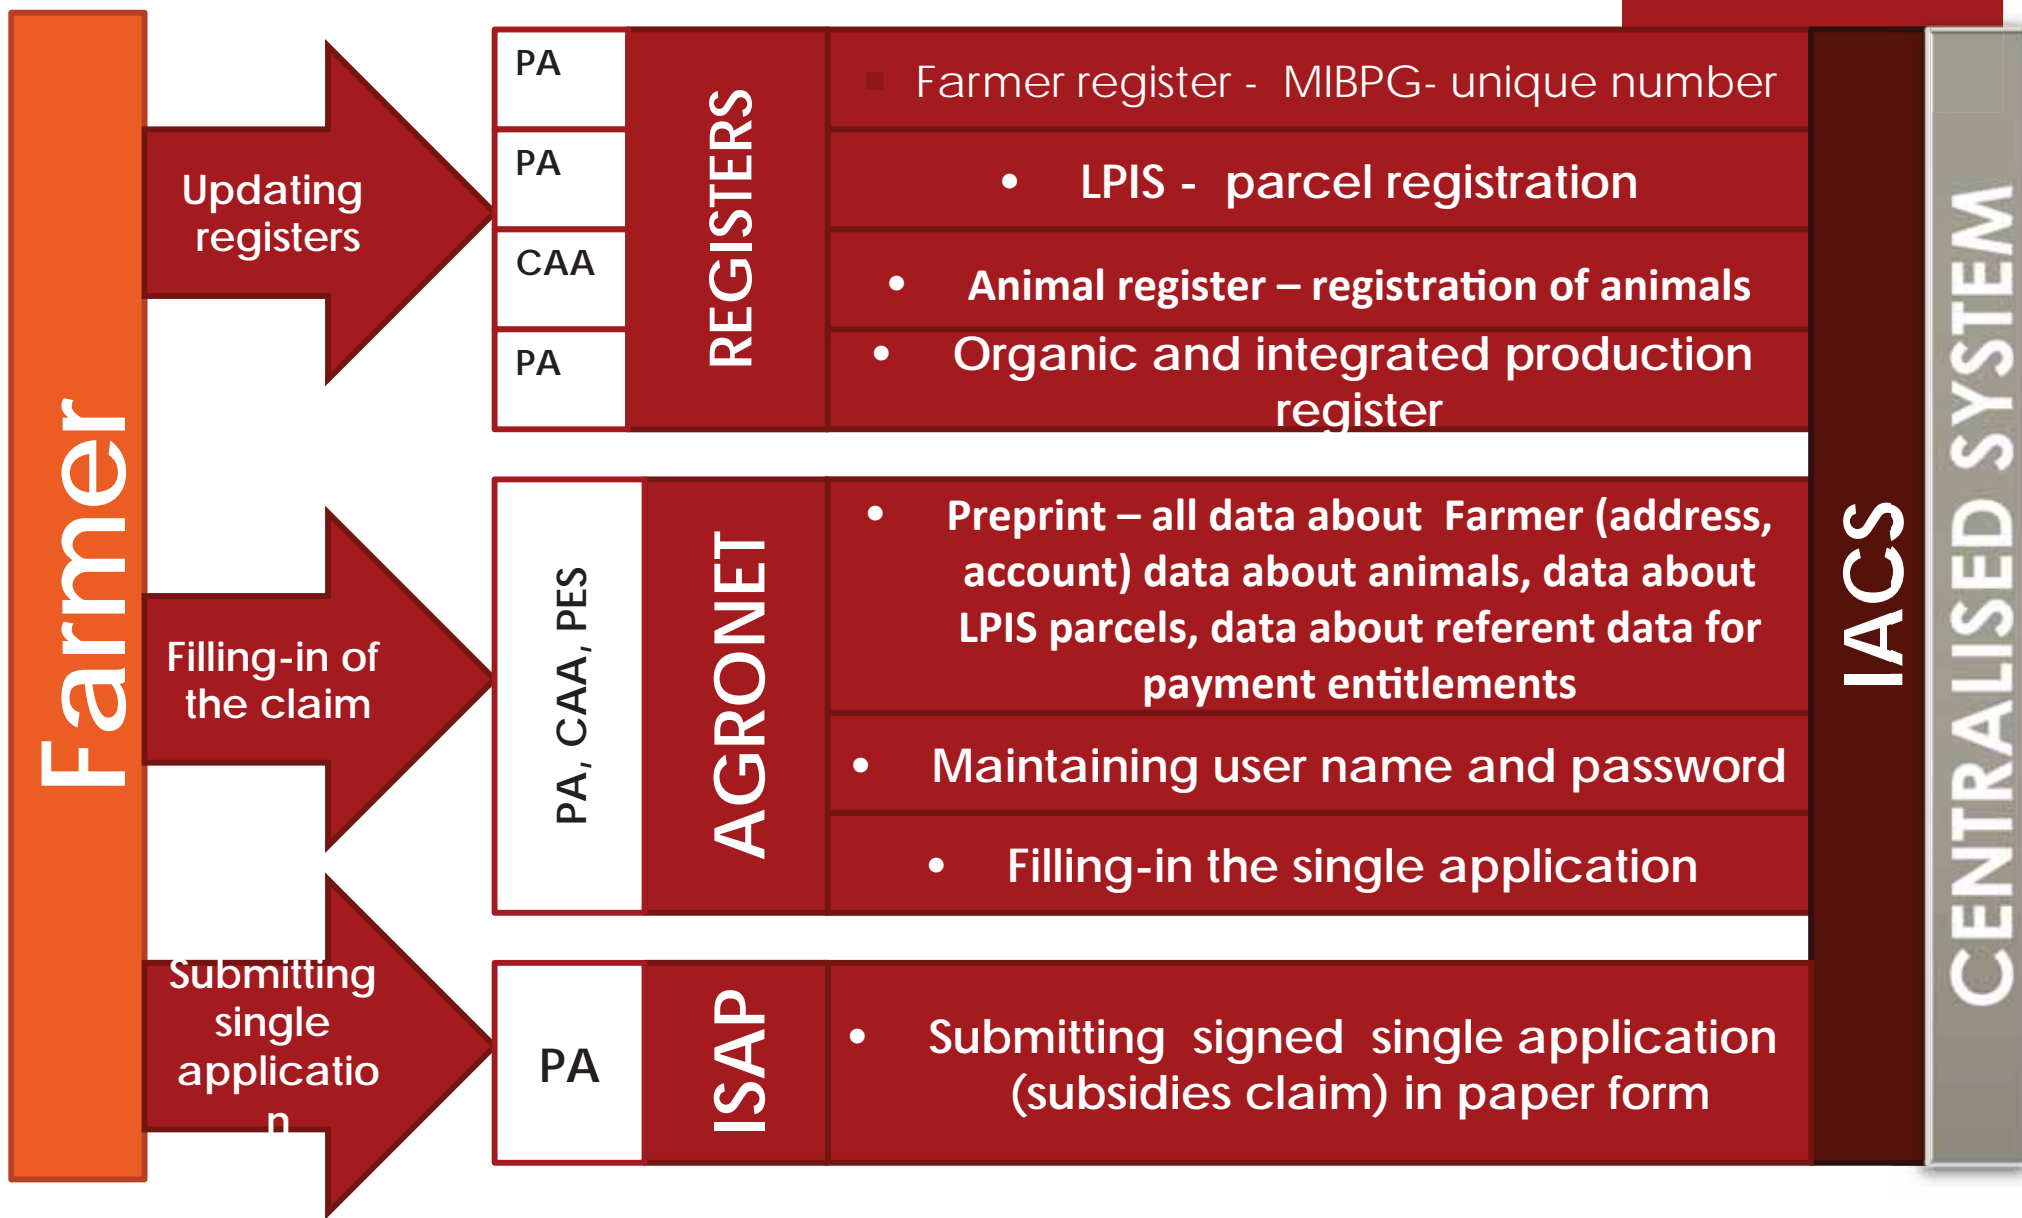 Farmer
Updating
registers
PA
PA
CAA
PA
REGISTERS
▪ Farmer register - MIBPG- unique number
• LPIS - parcel registration
• Animal register – registration of animals
• Organic and integrated production
register
Filling-in of
the claim
PA, CAA, PES
AGRONET
• Preprint – all data about Farmer (address,
account) data about animals, data about
LPIS parcels, data about referent data for
payment entitlements
• Maintaining user name and password
• Filling-in the single application
Submitting
single
applicatio
n
PA
ISAP
• Submitting signed single application
(subsidies claim) in paper form
IACS
CENTRALISED SYSTEM